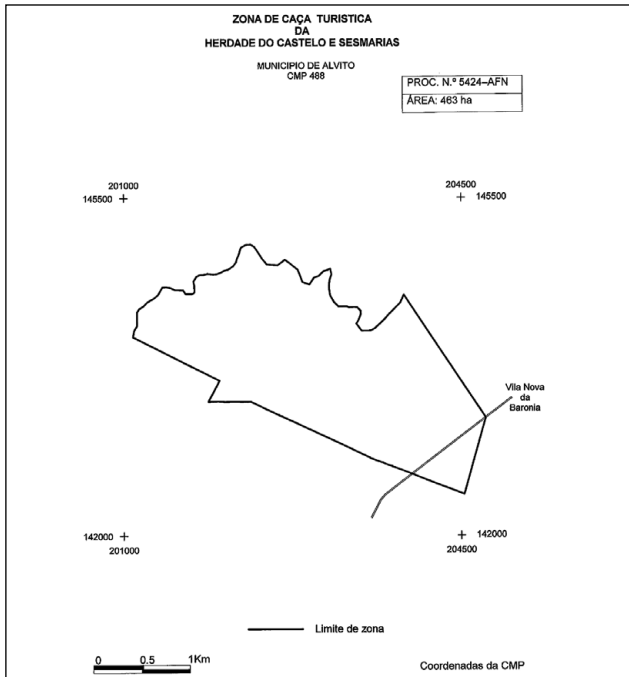 ZONA DE CAÇA TURISTICA
DA
HERDADE DO CASTELO E SESMARIAS
MUNICIPIO DE ALVITO
CMP 488
PROC. N.º 5424–AFN
ÁREA: 463 ha
201000
145500
204500
145500
Vila Nova
da
Baronia
142000
201000
142000
204500
Limite de zona
0 0.5 1Km
Coordenadas da CMP